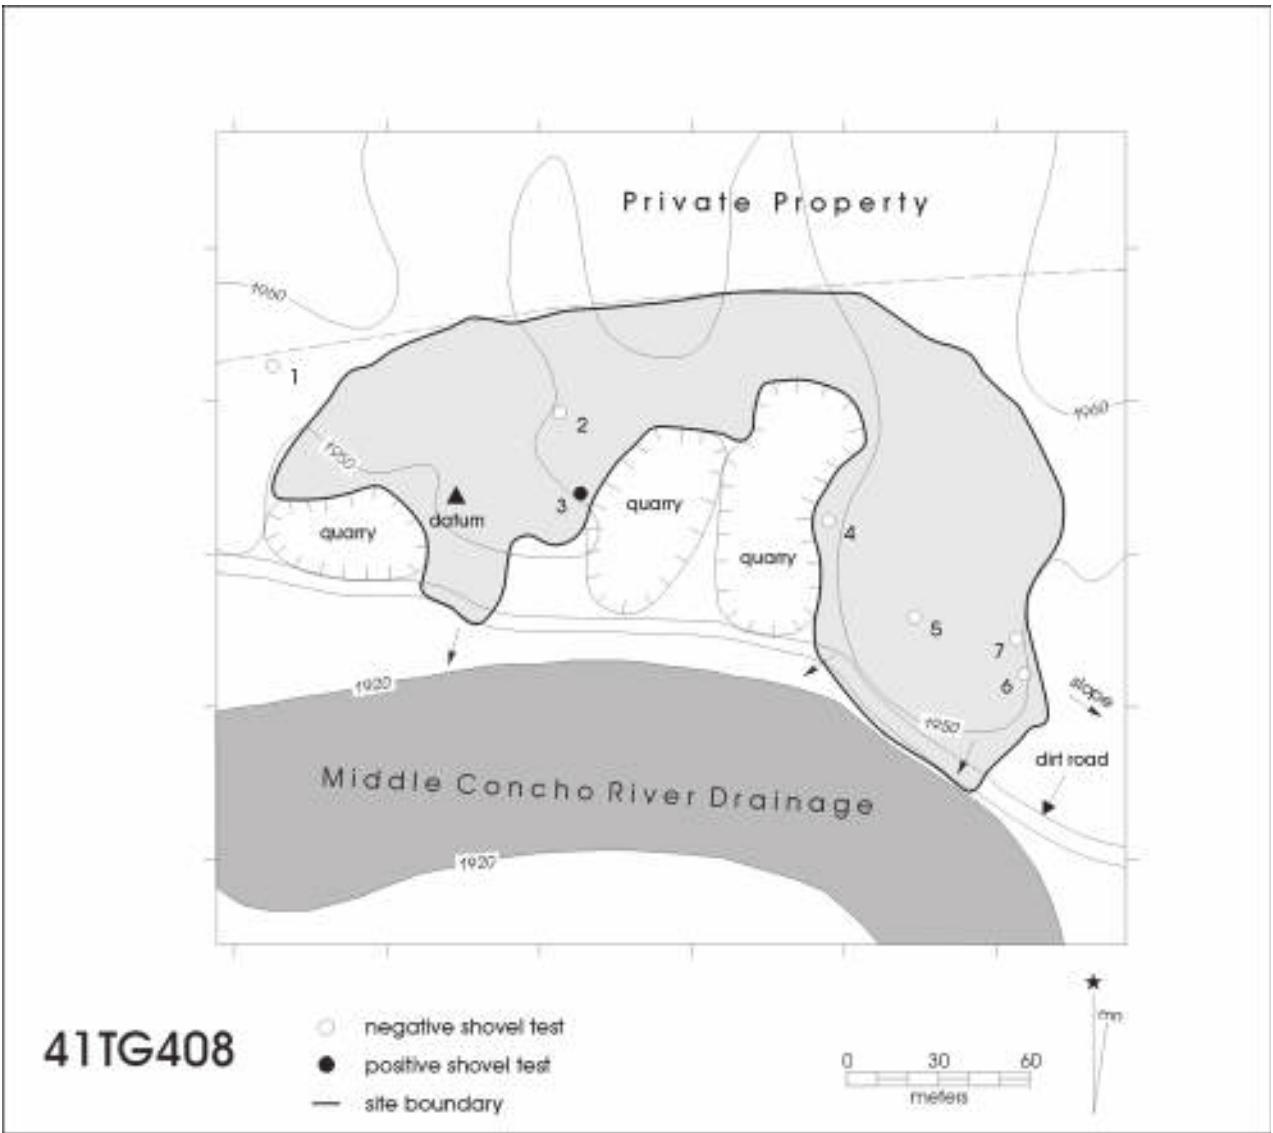 Private Property
1960
1
1960
2
1950
3
datum
quarry
quarry
4
quarry
5
7
6
slope
1920
1950
dirt road
Middle Concho River Drainage
1920
mn
41TG408
negative shovel test
positive shovel test
site boundary
0 30 60
meters